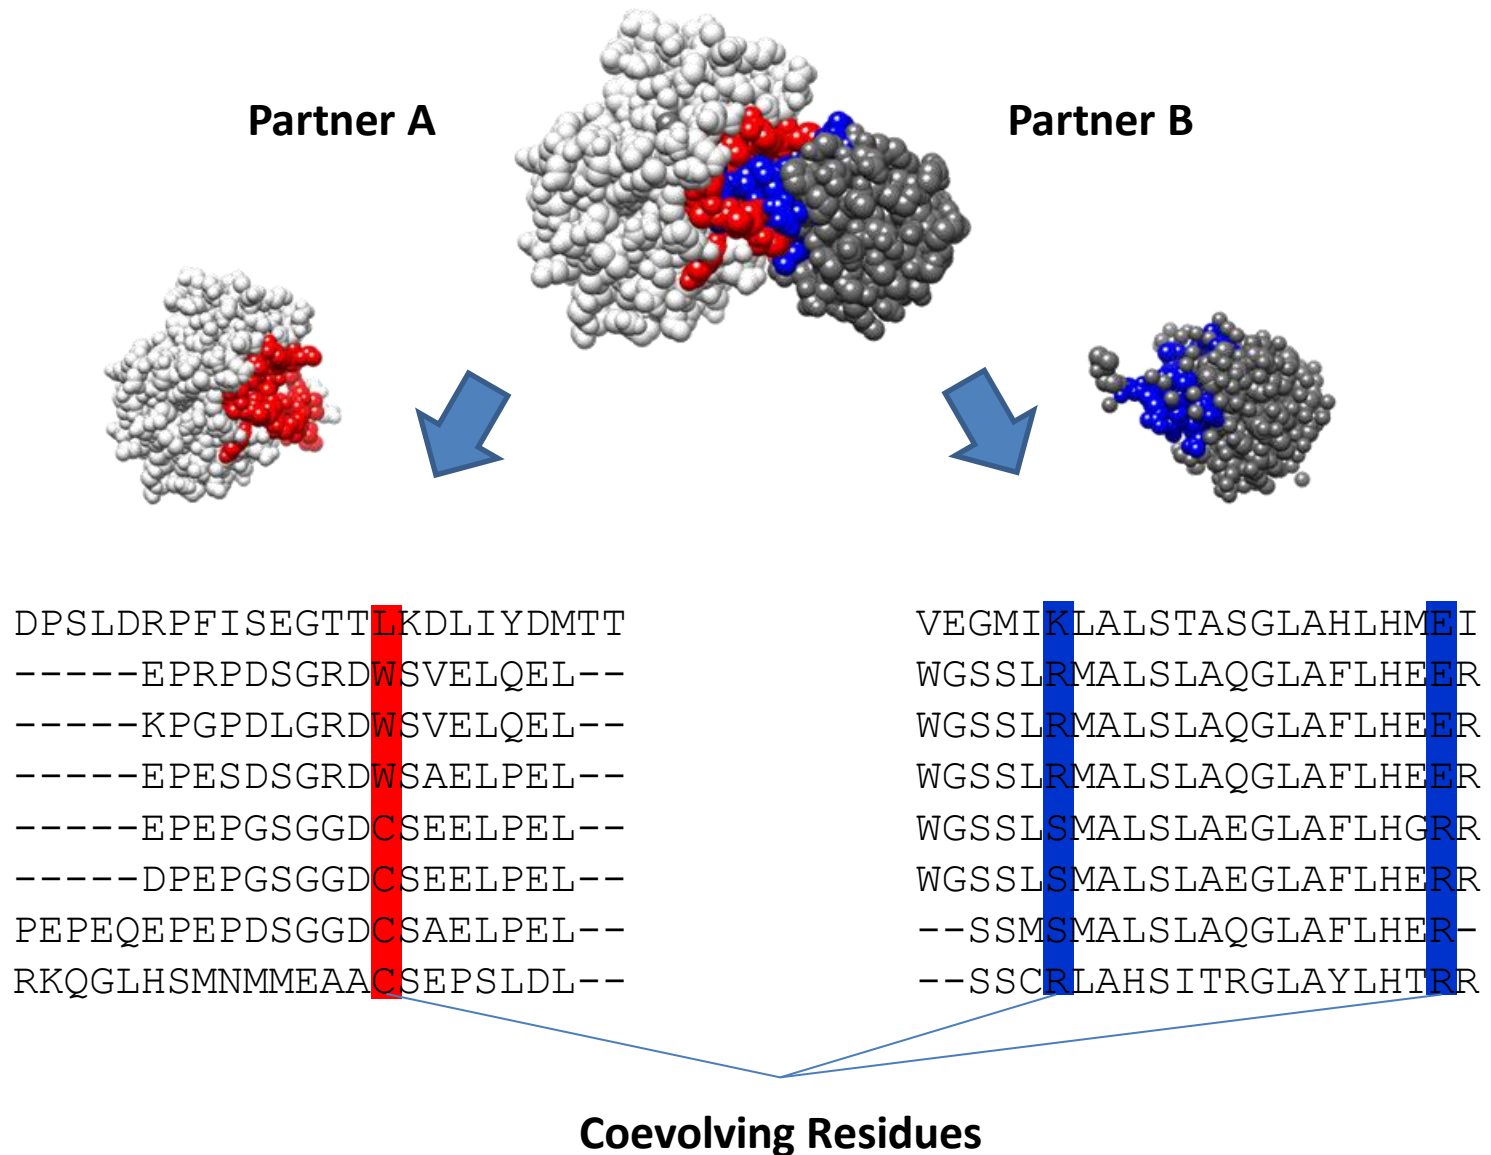 Partner A
Partner B
DPSLDRPFISEGTTLKDLIYDMTT
-----EPRPDSGRDWSVELQEL--
-----KPGPDLGRDWSVELQEL--
-----EPESDSGRDWSAELPEL--
-----EPEPGSGGDCSEELPEL--
-----DPEPGSGGDCSEELPEL--
PEPEQEPEPDSGGDCSAELPEL--
RKQGLHSMNMMEAACSEPSLDL--
VEGMIKLALSTASGLAHLHMEI
WGSSLRMALSLAQGLAFLHEER
WGSSLRMALSLAQGLAFLHEER
WGSSLRMALSLAQGLAFLHEER
WGSSLSMALSLAEGLAFLHGRR
WGSSLSMALSLAEGLAFLHERR
--SSMSMALSLAQGLAFLHER-
--SSCRLAHSITRGLAYLHTRR
Coevolving Residues